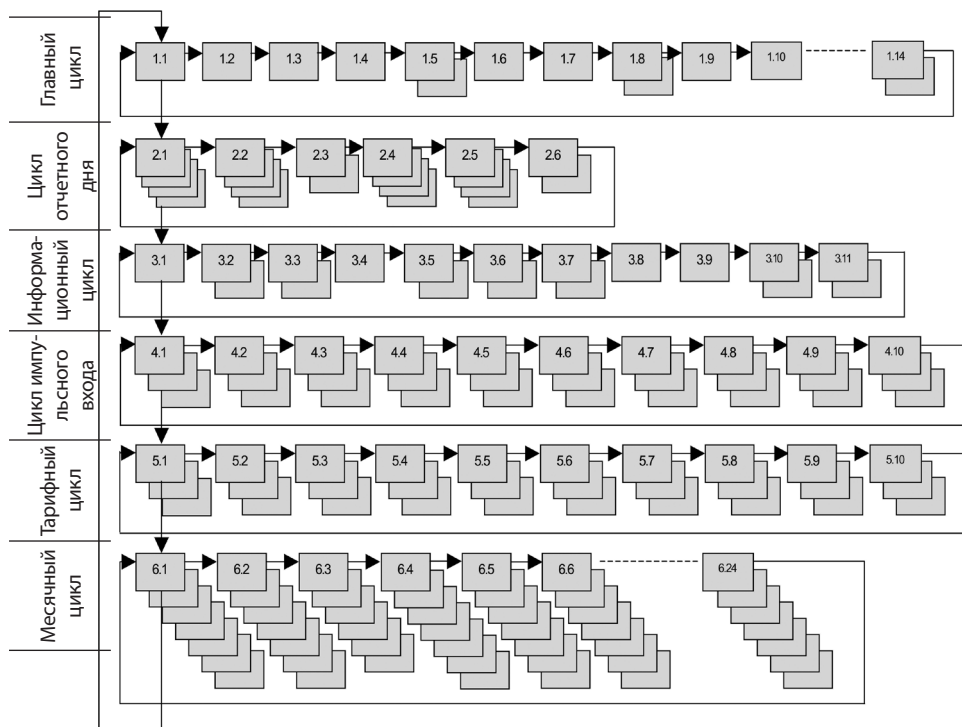 Главный
цикл
1.1 1.2 1.3 1.4 1.5 1.6 1.7 1.8 1.9 1.10 1.14
Цикл
отчетного
дня
2.1 2.2 2.3 2.4 2.5 2.6
Информа-
ционный
цикл
3.1 3.2 3.3 3.4 3.5 3.6 3.7 3.8 3.9 3.10 3.11
Цикл импу-
льсного
входа
4.1 4.2 4.3 4.4 4.5 4.6 4.7 4.8 4.9 4.10
Тарифный
цикл
5.1 5.2 5.3 5.4 5.5 5.6 5.7 5.8 5.9 5.10
Месячный
цикл
6.1 6.2 6.3 6.4 6.5 6.6 6.24